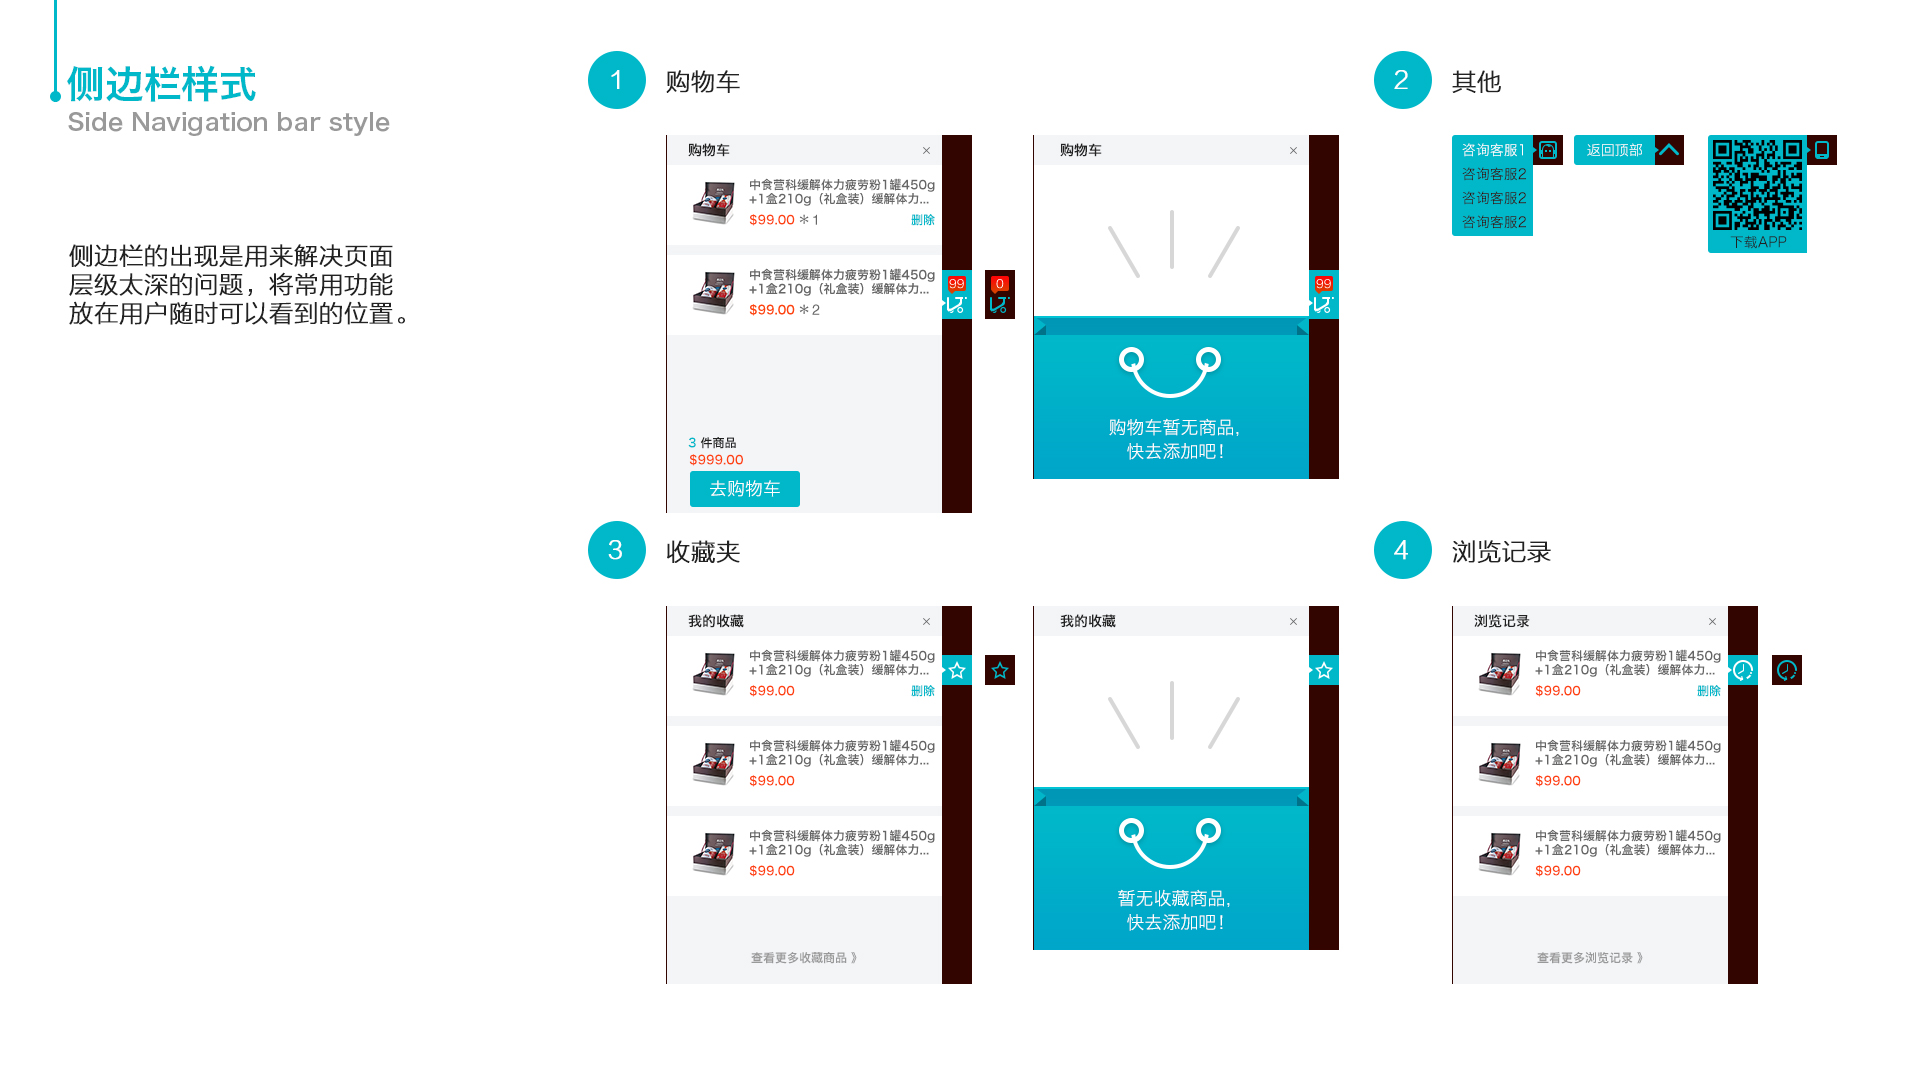 侧边栏样式
Side Navigation bar style
侧边栏的出现是用来解决页面
层级太深的问题，将常用功能
放在用户随时可以看到的位置。
1
购物车
购物车 ×
中食营科缓解体力疲劳粉1罐450g
+1盒210g（礼盒装）缓解体力...
$99.00 ＊1 删除
中食营科缓解体力疲劳粉1罐450g
+1盒210g（礼盒装）缓解体力...
$99.00 ＊2
99
0
3 件商品
$999.00
去购物车
购物车 ×
99
购物车暂无商品，
快去添加吧！
2
其他
咨询客服1
咨询客服2
咨询客服2
咨询客服2
返回顶部
下载APP
3
收藏夹
我的收藏 ×
中食营科缓解体力疲劳粉1罐450g
+1盒210g（礼盒装）缓解体力...
$99.00 删除
中食营科缓解体力疲劳粉1罐450g
+1盒210g（礼盒装）缓解体力...
$99.00
中食营科缓解体力疲劳粉1罐450g
+1盒210g（礼盒装）缓解体力...
$99.00
查看更多收藏商品 》
我的收藏 ×
暂无收藏商品，
快去添加吧！
4
浏览记录
浏览记录 ×
中食营科缓解体力疲劳粉1罐450g
+1盒210g（礼盒装）缓解体力...
$99.00 删除
中食营科缓解体力疲劳粉1罐450g
+1盒210g（礼盒装）缓解体力...
$99.00
中食营科缓解体力疲劳粉1罐450g
+1盒210g（礼盒装）缓解体力...
$99.00
查看更多浏览记录 》